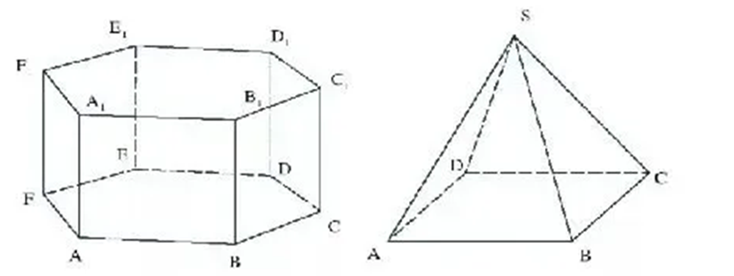 E₁ D₁
F C₁
A₁ B₁
E D
F C
A B
S
D C
A B